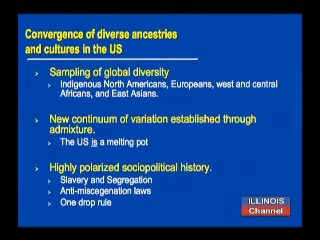 Convergence of diverse ancestries
and cultures in the US
Sampling of global diversity
Indigenous North Americans, Europeans, west and central
Africans, and East Asians.
New continuum of variation established through
admixture.
The US is a melting pot
Highly polarized sociopolitical history.
Slavery and Segregation
Anti-miscegenation laws
One drop rule
ILLINOIS
Channel